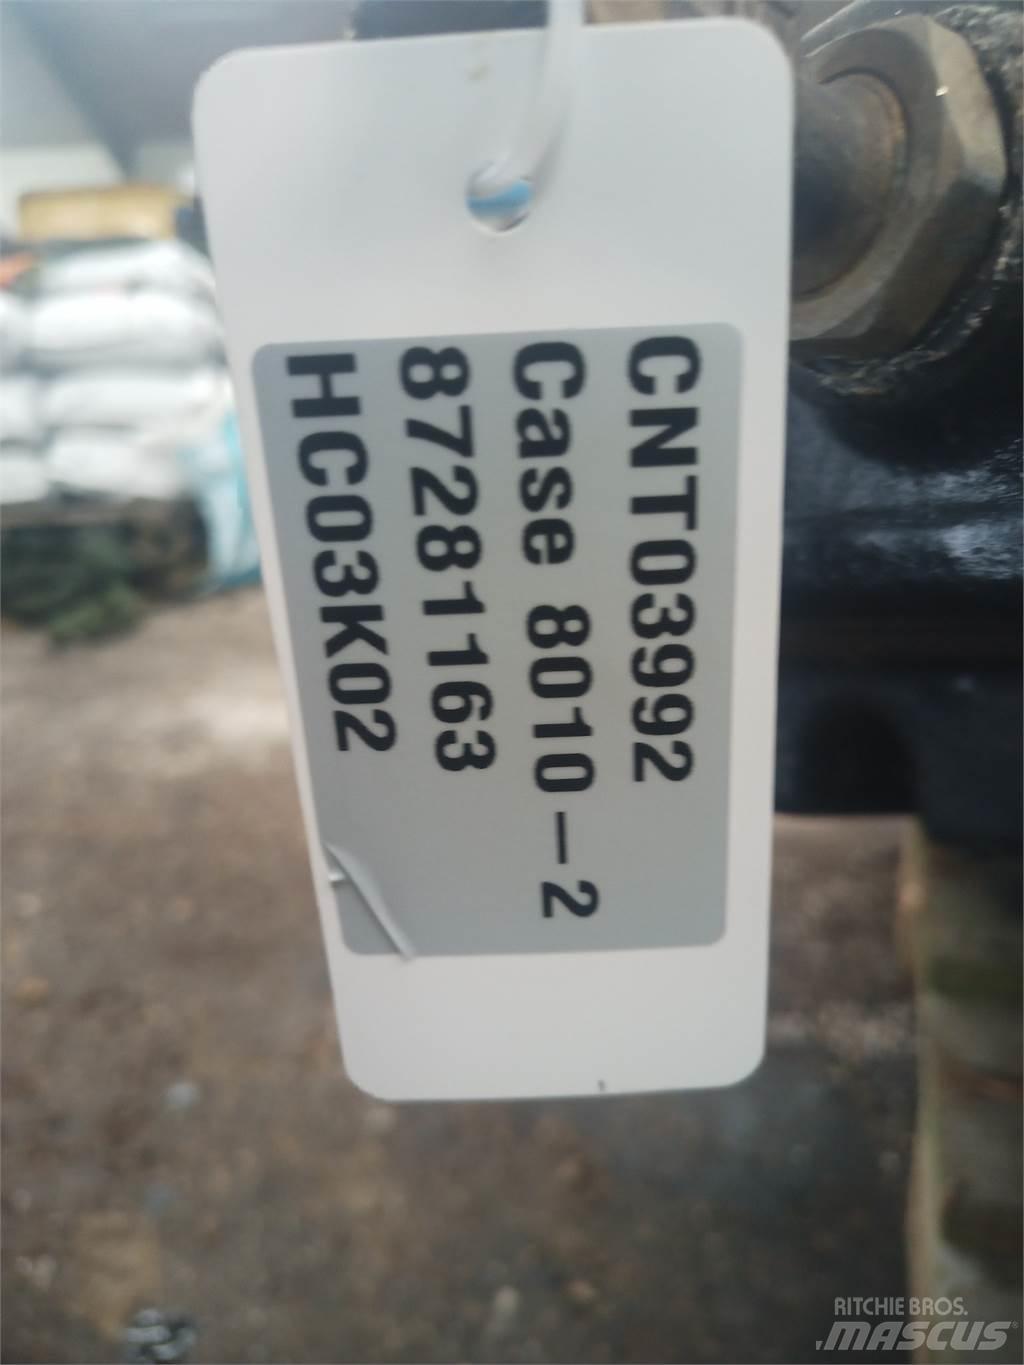 CNT03992
Case 8010-2
87281163
HC03K02
RITCHIE BROS.
MASCUS